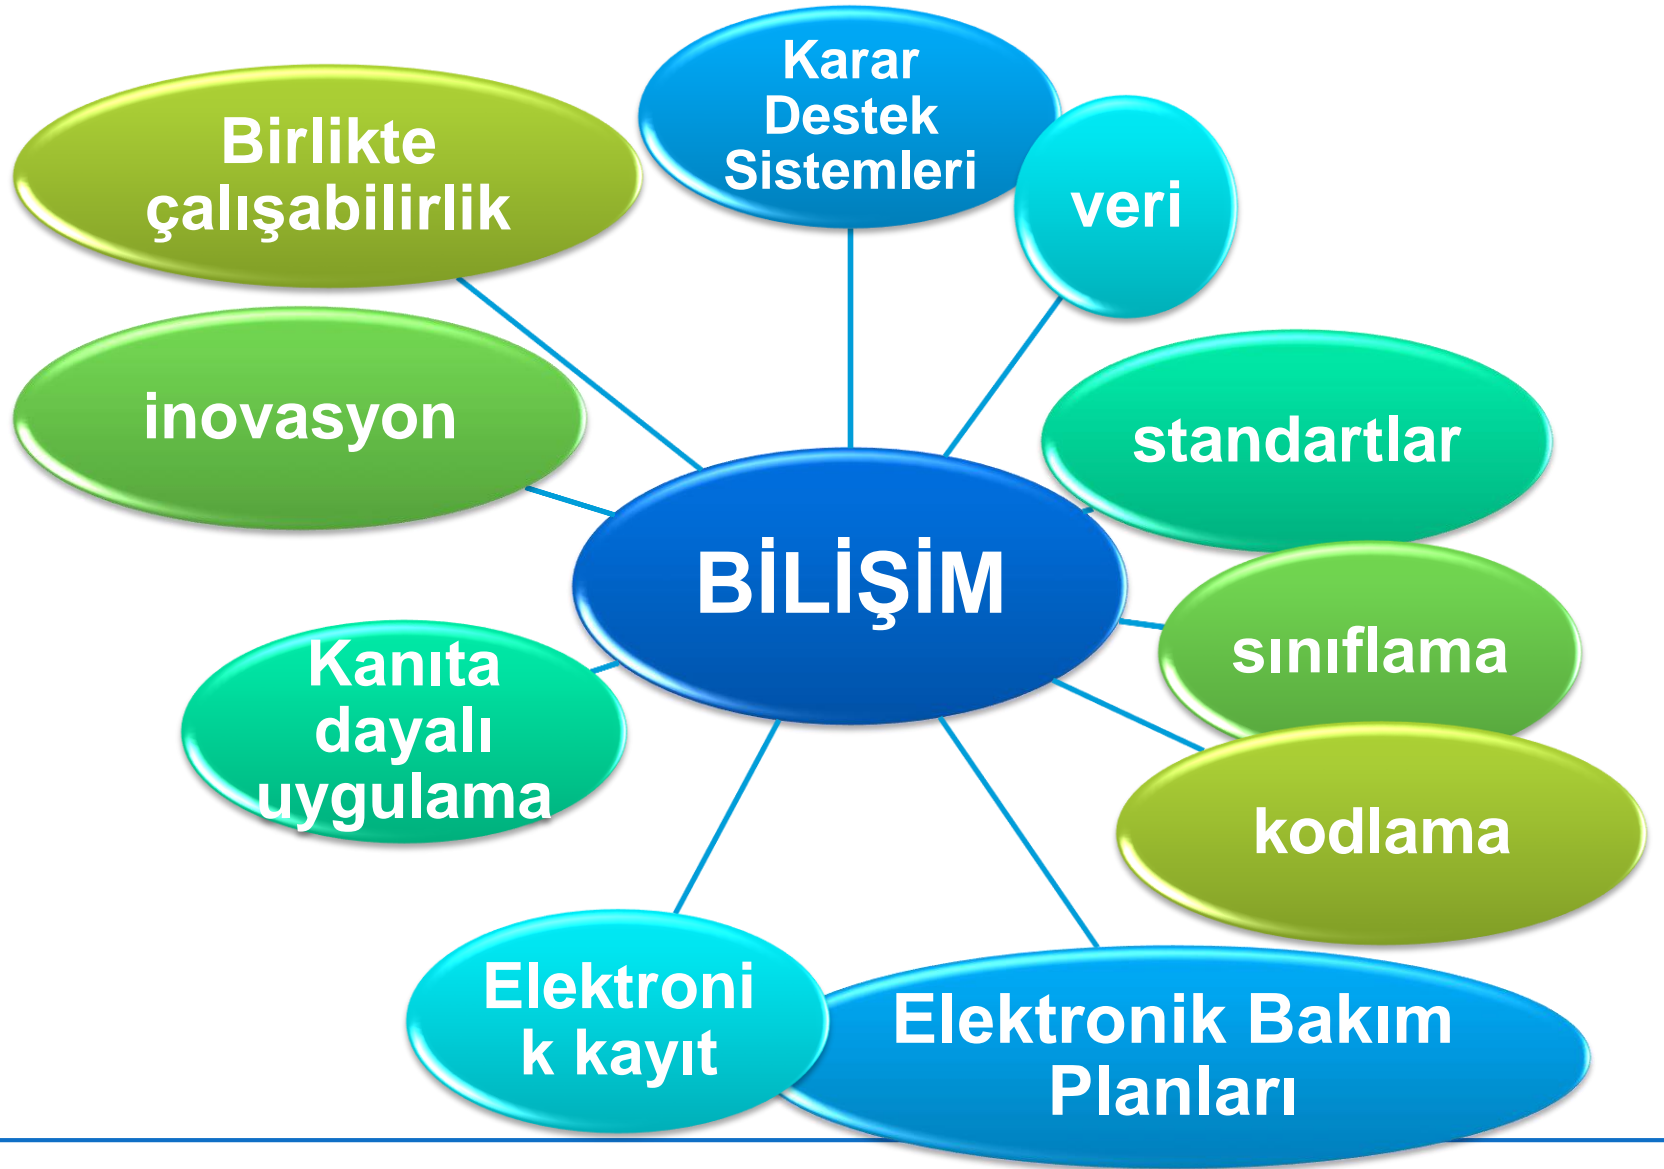 Karar
Destek
Sistemleri
Birlikte
çalışabilirlik
veri
inovasyon
standartlar
BİLİŞİM
sınıflama
Kanıta
dayalı
uygulama
kodlama
Elektroni
k kayıt
Elektronik Bakım
Planları